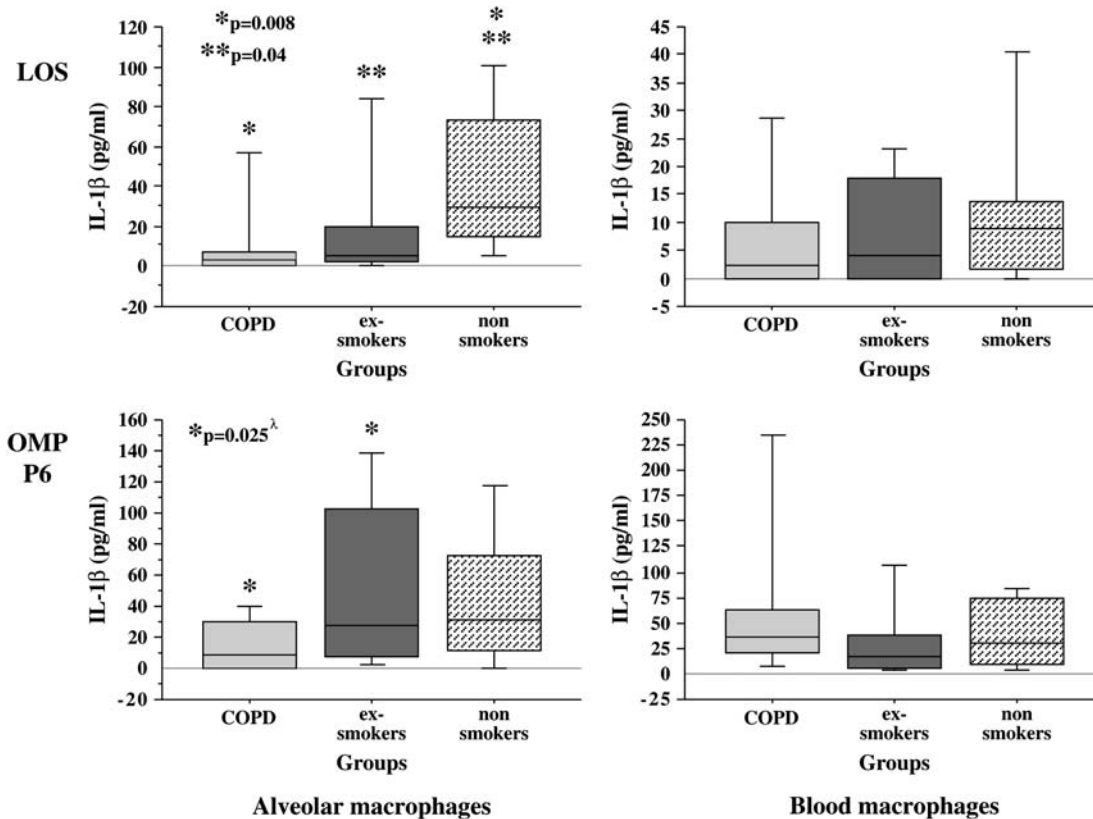 LOS
*p=0.008
**p=0.04
*
**
**
*
IL-1β (pg/ml)
120
100
80
60
40
20
0
-20
COPD
ex-
smokers
non
smokers
Groups
IL-1β (pg/ml)
45
40
35
30
25
20
15
10
5
0
-5
COPD
ex-
smokers
non
smokers
Groups
OMP
P6
*p=0.025λ
*
*
IL-1β (pg/ml)
160
140
120
100
80
60
40
20
0
-20
COPD
ex-
smokers
non
smokers
Groups
Alveolar macrophages
IL-1β (pg/ml)
250
225
200
175
150
125
100
75
50
25
0
-25
COPD
ex-
smokers
non
smokers
Groups
Blood macrophages